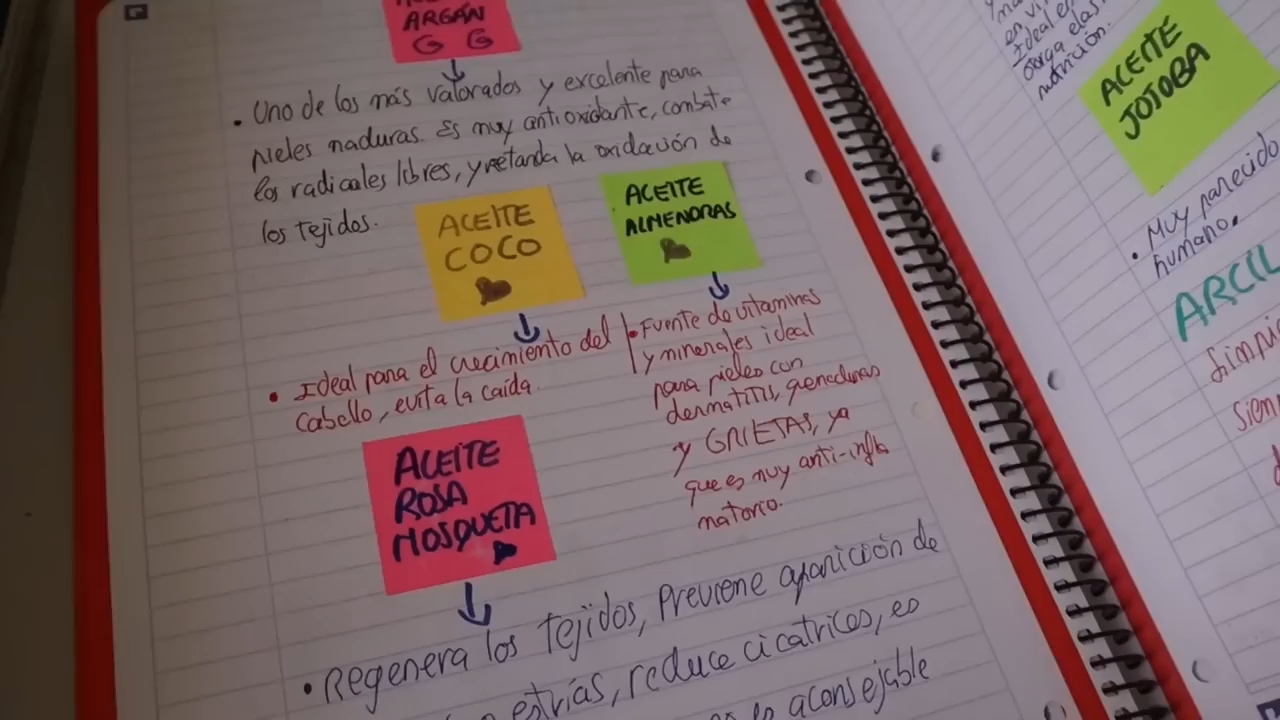 ARGÁN
Uno de los más valorados y excelente para
pieles maduras. Es muy antioxidante, combate
los radicales libres, y retarda la oxidación de
los tejidos.
ACEITE
COCO
Ideal para el crecimiento del
cabello, evita la caída.
ACEITE
ALMENDRAS
Fuente de vitaminas
y minerales ideal
para pieles con
dermatitis, quemaduras
y GRIETAS, ya
que es muy anti-infla
matorio.
ACEITE
ROSA
MOSQUETA
Regenera los tejidos, previene aparición de
estrías, reduce cicatrices, es
aconsejable
en
Ideal
otorga
nutrición.
ACEITE
JOJOBA
Muy parecido
humano.
ARCIL